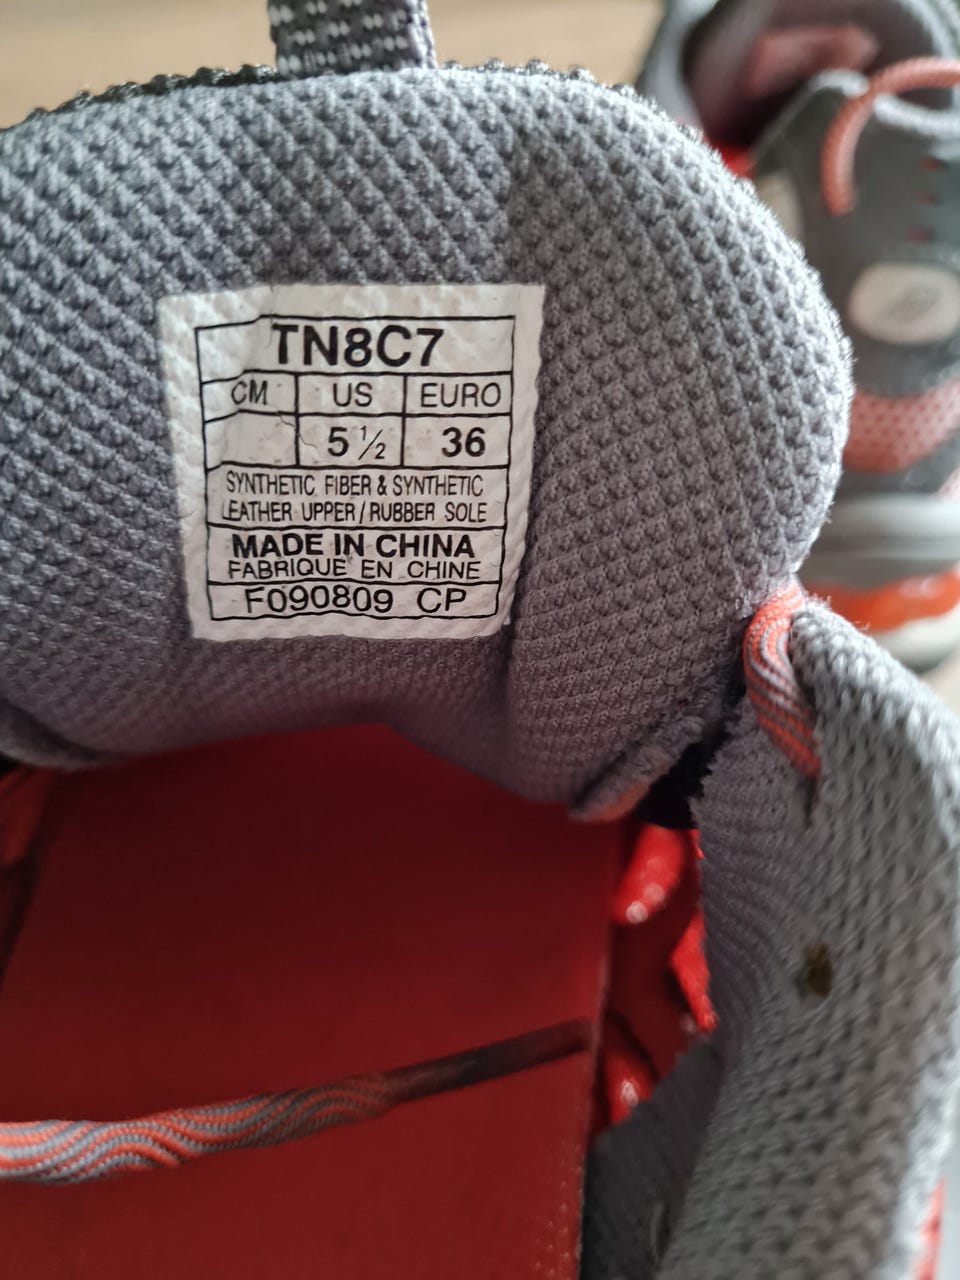 TN8C7
CM US EURO
5 ½ 36
SYNTHETIC FIBER & SYNTHETIC
LEATHER UPPER / RUBBER SOLE
MADE IN CHINA
FABRIQUE EN CHINE
F090809 CP